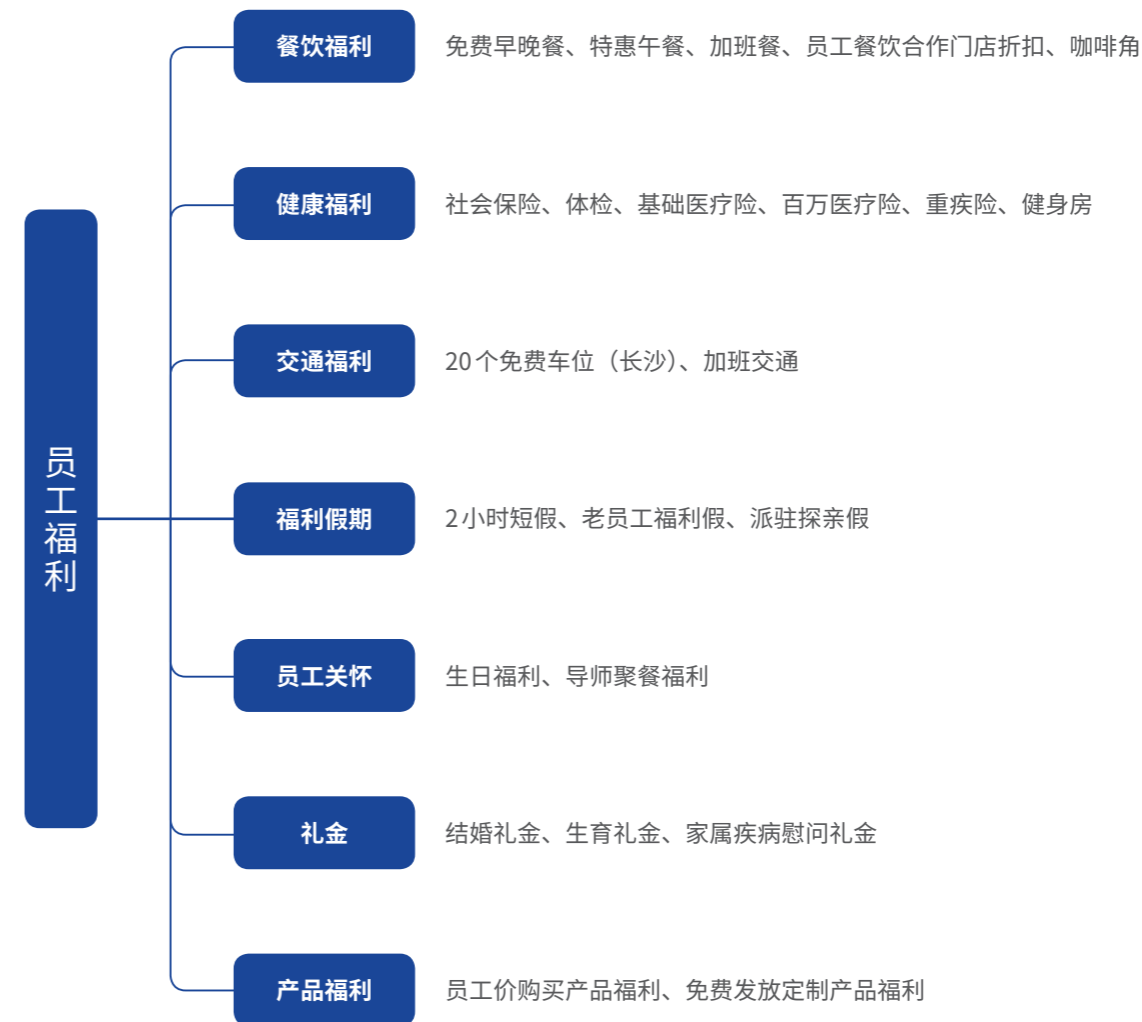 员工福利
餐饮福利
免费早晚餐、特惠午餐、加班餐、员工餐饮合作门店折扣、咖啡角
健康福利
社会保险、体检、基础医疗险、百万医疗险、重疾险、健身房
交通福利
20个免费车位（长沙）、加班交通
福利假期
2小时短假、老员工福利假、派驻探亲假
员工关怀
生日福利、导师聚餐福利
礼金
结婚礼金、生育礼金、家属疾病慰问礼金
产品福利
员工价购买产品福利、免费发放定制产品福利